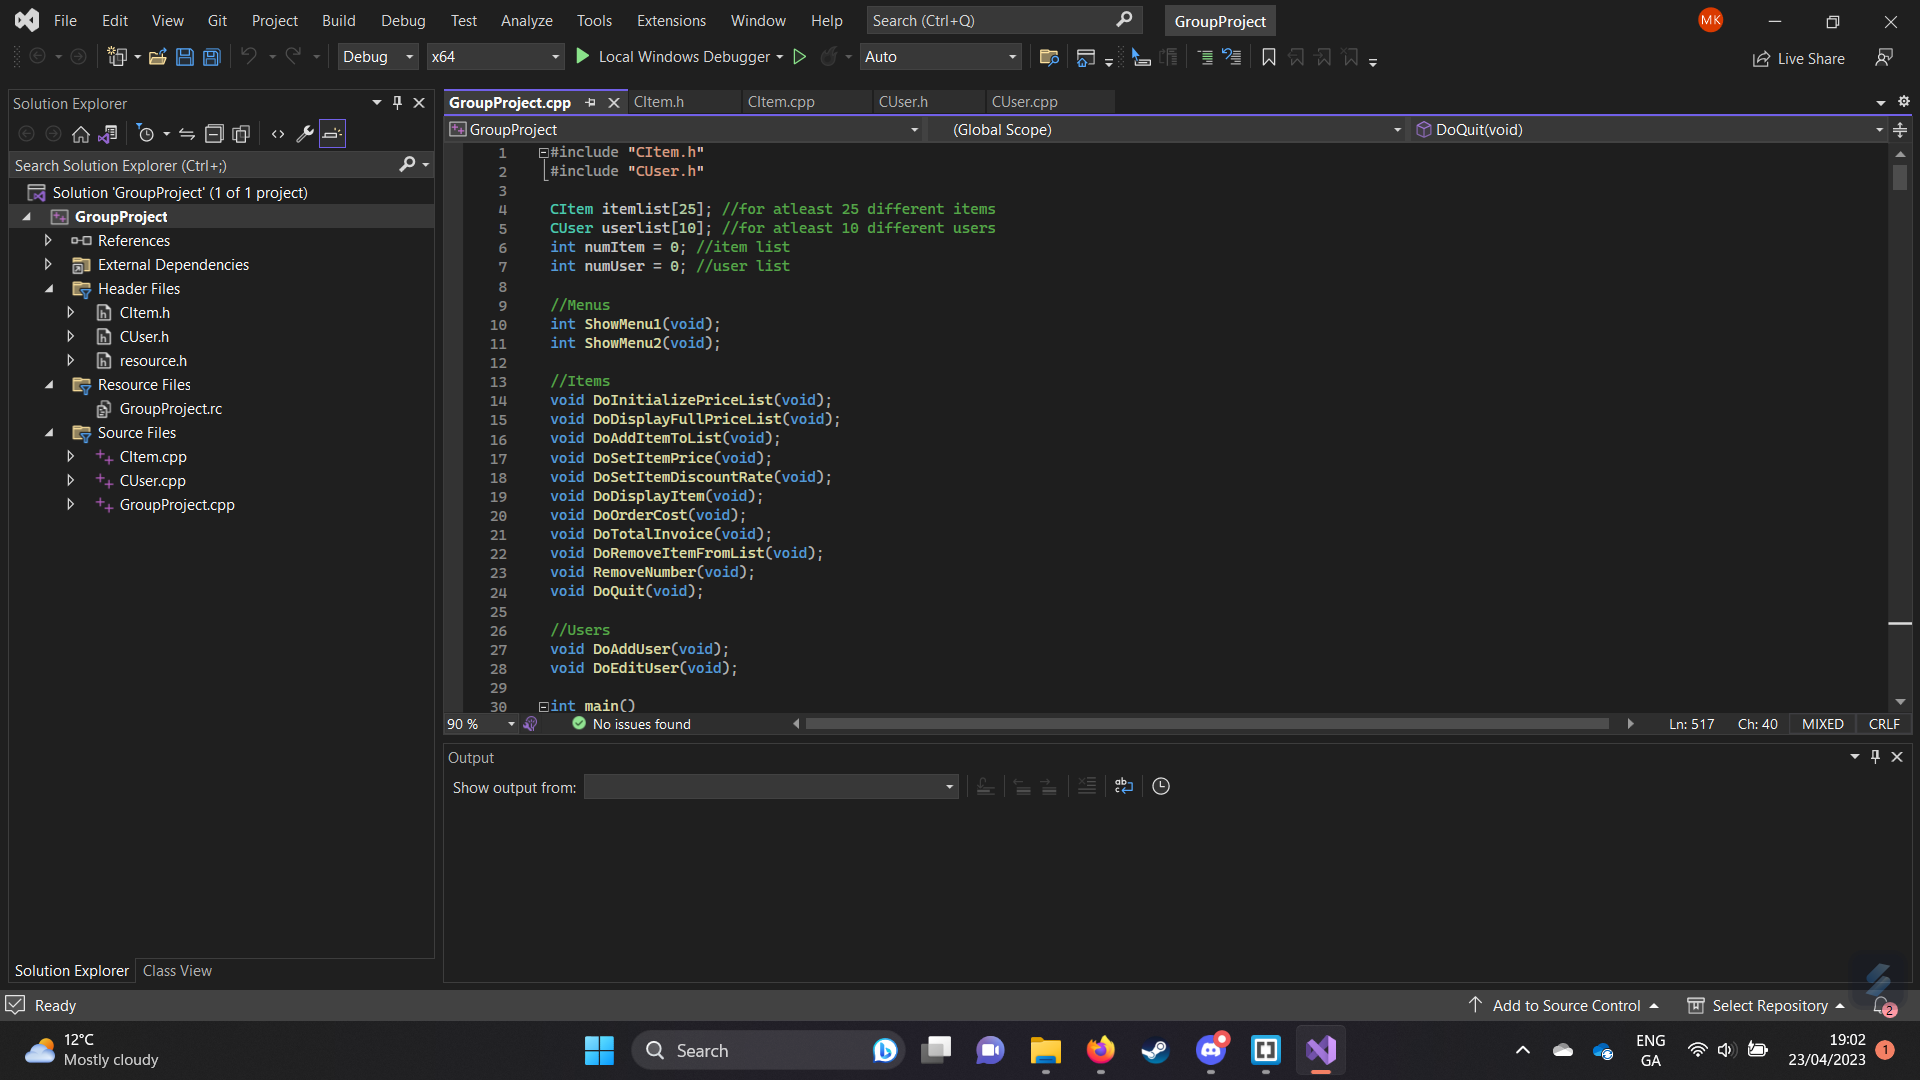 File Edit View Git Project Build Debug Test Analyze Tools Extensions Window Help Search (Ctrl+Q) GroupProject MK
Debug x64 Local Windows Debugger Auto Live Share
Solution Explorer
Search Solution Explorer (Ctrl+;)
Solution 'GroupProject' (1 of 1 project)
GroupProject
References
External Dependencies
Header Files
CItem.h
CUser.h
resource.h
Resource Files
GroupProject.rc
Source Files
CItem.cpp
CUser.cpp
GroupProject.cpp
Solution Explorer Class View
GroupProject.cpp CItem.h CItem.cpp CUser.h CUser.cpp
GroupProject (Global Scope) DoQuit(void)
1 #include "CItem.h"
2 #include "CUser.h"
3
4 CItem itemlist[25]; //for atleast 25 different items
5 CUser userlist[10]; //for atleast 10 different users
6 int numItem = 0; //item list
7 int numUser = 0; //user list
8
9 //Menus
10 int ShowMenu1(void);
11 int ShowMenu2(void);
12
13 //Items
14 void DoInitializePriceList(void);
15 void DoDisplayFullPriceList(void);
16 void DoAddItemToList(void);
17 void DoSetItemPrice(void);
18 void DoSetItemDiscountRate(void);
19 void DoDisplayItem(void);
20 void DoOrderCost(void);
21 void DoTotalInvoice(void);
22 void DoRemoveItemFromList(void);
23 void RemoveNumber(void);
24 void DoQuit(void);
25
26 //Users
27 void DoAddUser(void);
28 void DoEditUser(void);
29
30 int main()
90 % No issues found Ln: 517 Ch: 40 MIXED CRLF
Output
Show output from:
Ready Add to Source Control Select Repository 2
12°C
Mostly cloudy
Search
ENG
GA
19:02
23/04/2023
1